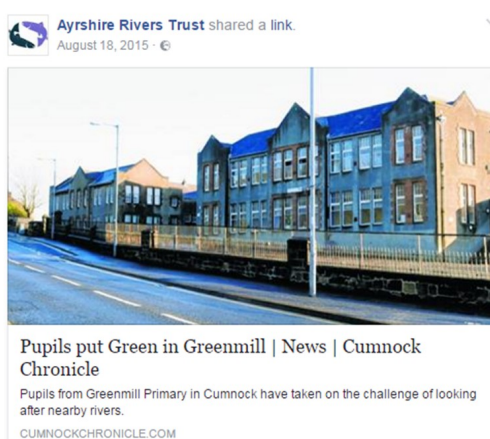 Ayrshire Rivers Trust shared a link.
August 18, 2015 ·
Pupils put Green in Greenmill | News | Cumnock
Chronicle
Pupils from Greenmill Primary in Cumnock have taken on the challenge of looking
after nearby rivers.
CUMNOCKCHRONICLE.COM